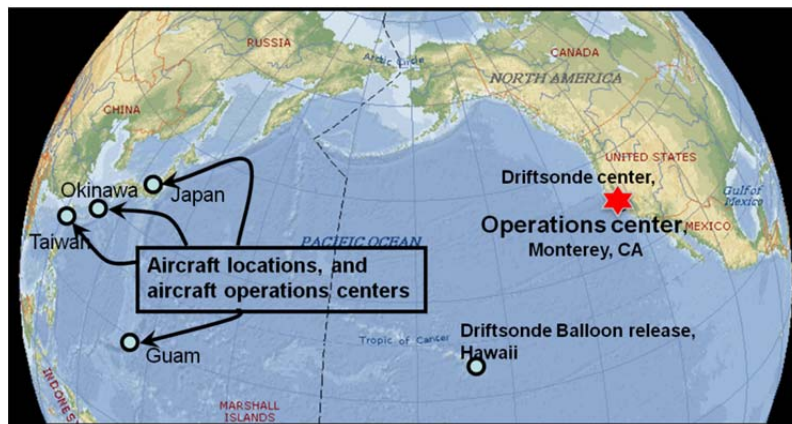 RUSSIA
Arctic Circle
CANADA
NORTH AMERICA
CHINA
UNITED STATES
Driftsonde center,
Gulf of
Mexico
Okinawa
Japan
Operations center,
MEXICO
Monterey, CA
Taiwan
PACIFIC OCEAN
Aircraft locations, and
aircraft operations centers
Driftsonde Balloon release,
Hawaii
Tropic of Cancer
Guam
MARSHALL
ISLANDS
INDONES